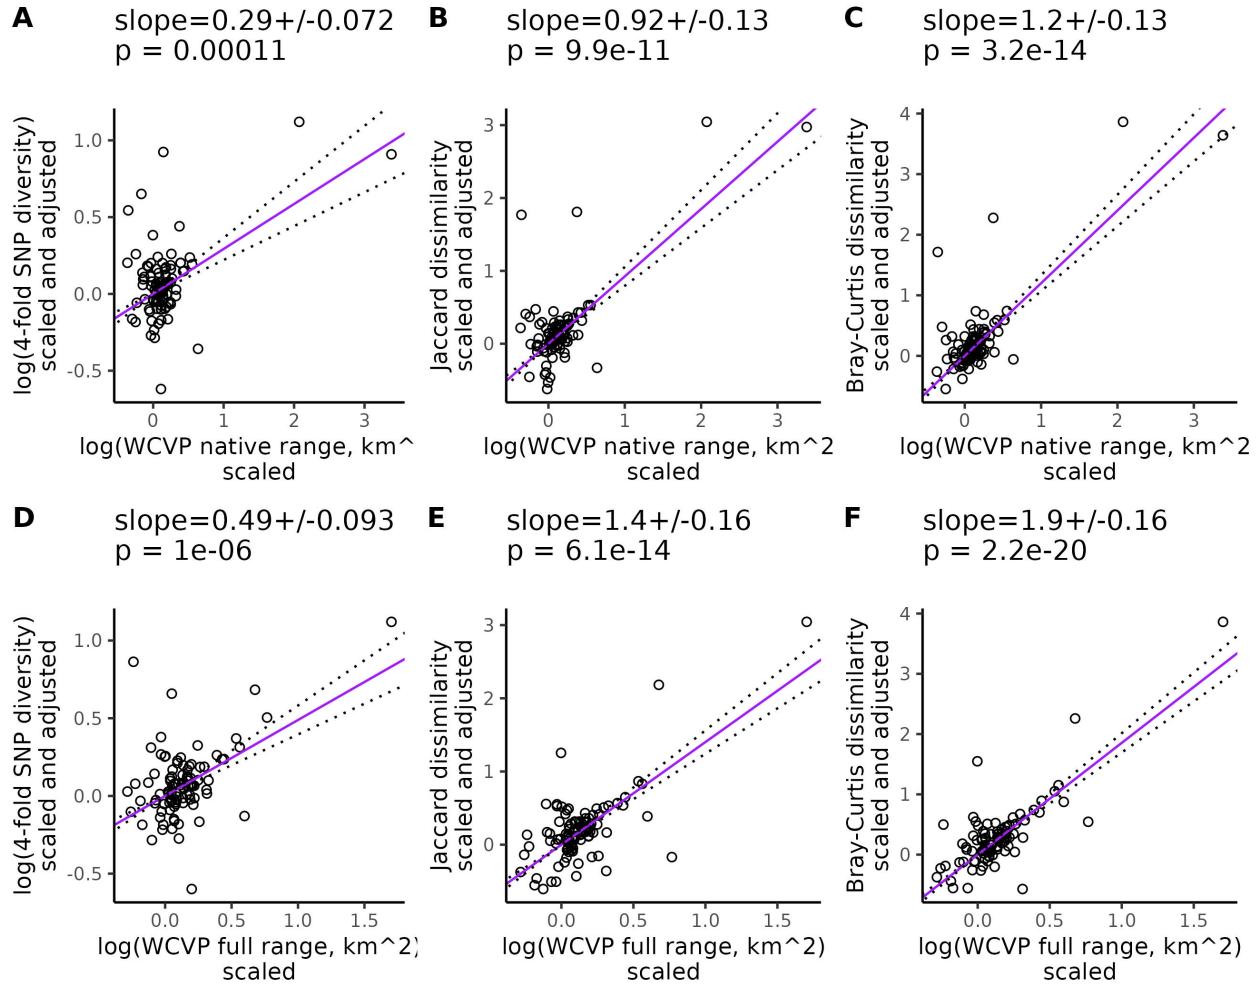 A
slope=0.29+/-0.072
p = 0.00011
log(4-fold SNP diversity)
scaled and adjusted
1.0
0.5
0.0
-0.5
0
1
2
3
log(WCVP native range, km^
scaled
B
slope=0.92+/-0.13
p = 9.9e-11
Jaccard dissimilarity
scaled and adjusted
3
2
1
0
0
1
2
3
log(WCVP native range, km^2
scaled
C
slope=1.2+/-0.13
p = 3.2e-14
Bray-Curtis dissimilarity
scaled and adjusted
4
3
2
1
0
0
1
2
3
log(WCVP native range, km^2
scaled
D
slope=0.49+/-0.093
p = 1e-06
log(4-fold SNP diversity)
scaled and adjusted
1.0
0.5
0.0
-0.5
0.0
0.5
1.0
1.5
log(WCVP full range, km^2)
scaled
E
slope=1.4+/-0.16
p = 6.1e-14
Jaccard dissimilarity
scaled and adjusted
3
2
1
0
0.0
0.5
1.0
1.5
log(WCVP full range, km^2)
scaled
F
slope=1.9+/-0.16
p = 2.2e-20
Bray-Curtis dissimilarity
scaled and adjusted
4
3
2
1
0
0.0
0.5
1.0
1.5
log(WCVP full range, km^2)
scaled